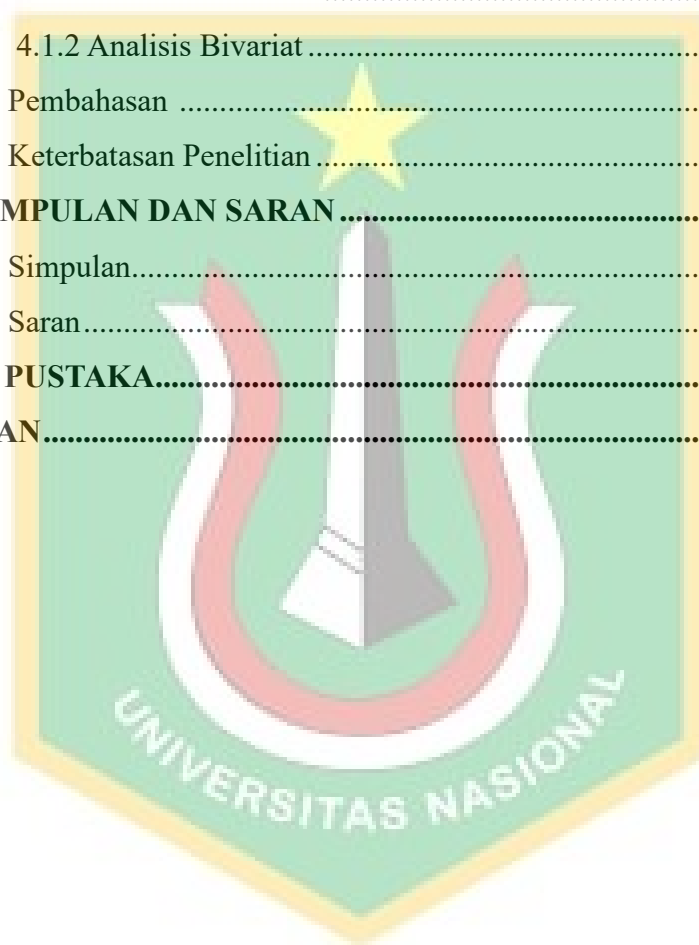 4.1.2 Analisis Bivariat ..........................................
Pembahasan ..........................................................
Keterbatasan Penelitian ..........................................
MPULAN DAN SARAN ..........................................
Simpulan ..........................................................
Saran ..........................................................
PUSTAKA ..........................................................
AN ..........................................................
UNIVERSITAS NASIONAL